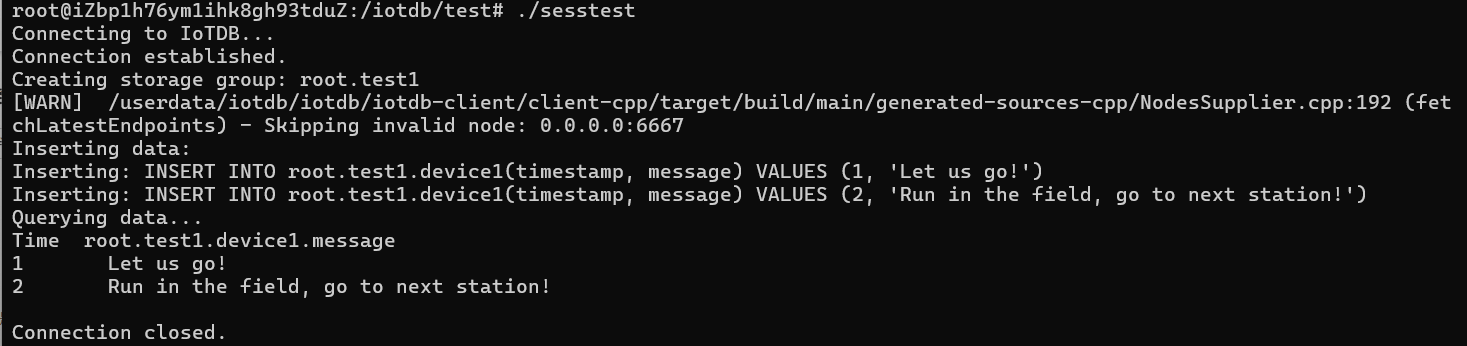 root@iZbp1h76ym1ihk8gh93tduZ:/iotdb/test# ./sesstest
Connecting to IoTDB...
Connection established.
Creating storage group: root.test1
[WARN]  /userdata/iotdb/iotdb/iotdb-client/client-cpp/target/build/main/generated-sources-cpp/NodesSupplier.cpp:192 (fet
chLatestEndpoints) - Skipping invalid node: 0.0.0.0:6667
Inserting data:
Inserting: INSERT INTO root.test1.device1(timestamp, message) VALUES (1, 'Let us go!')
Inserting: INSERT INTO root.test1.device1(timestamp, message) VALUES (2, 'Run in the field, go to next station!')
Querying data...
Time  root.test1.device1.message
1       Let us go!
2       Run in the field, go to next station!
Connection closed.